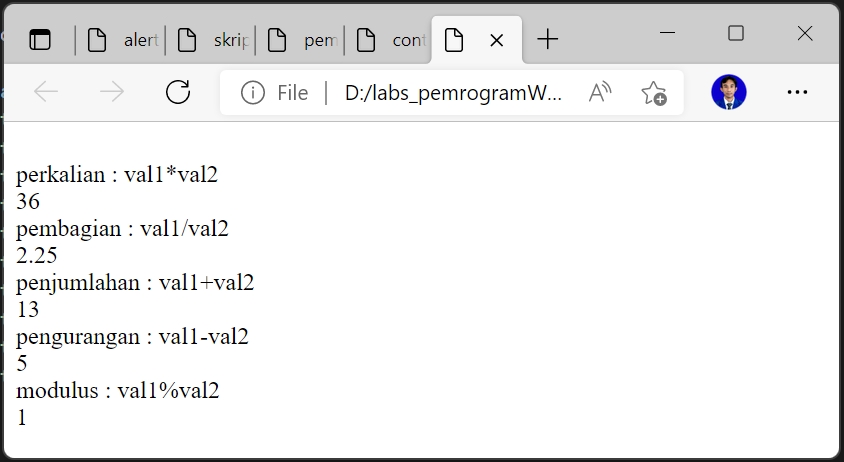 alert
skrip
pem
cont
File
D:/labs_pemrogramW...
perkalian : val1*val2
36
pembagian : val1/val2
2.25
penjumlahan : val1+val2
13
pengurangan : val1-val2
5
modulus : val1%val2
1